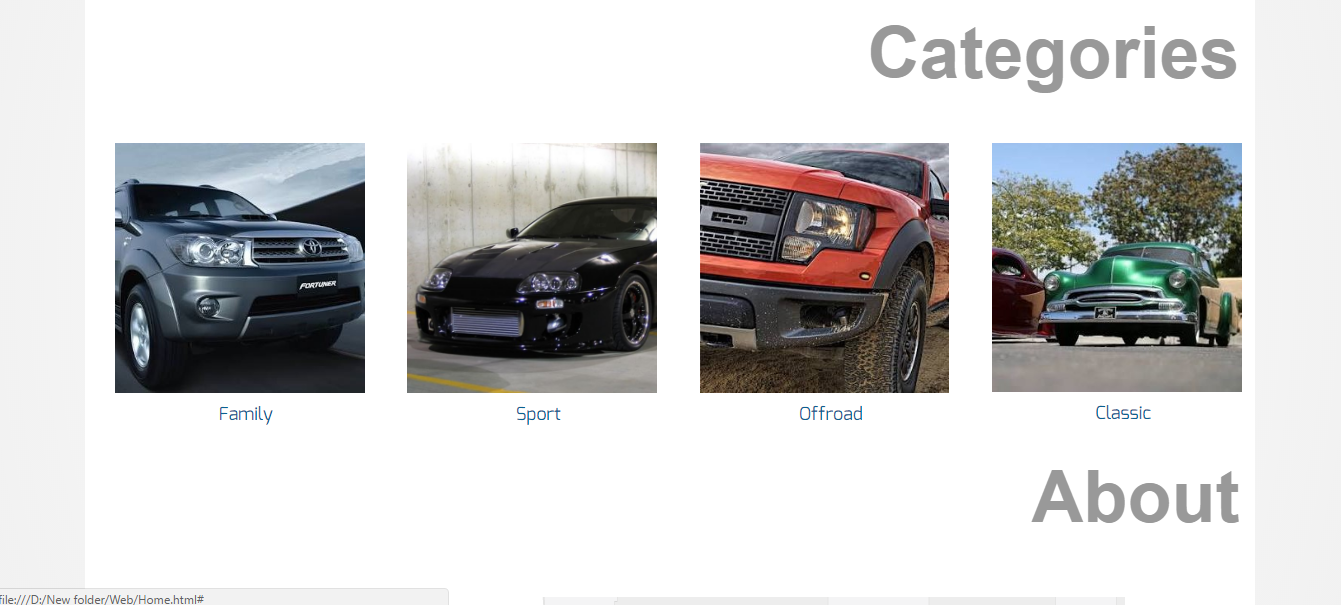 Categories
FORTUNER
Family
Sport
Offroad
Classic
About
file:///D:/New folder/Web/Home.html#